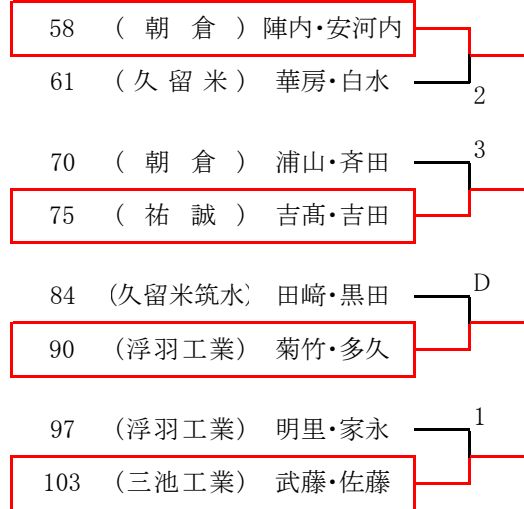 58 (朝倉) 陣内・安河内
61 (久留米) 華房・白水
2
3
70 (朝倉) 浦山・斉田
75 (祐誠) 吉髙・吉田
D
84 (久留米筑水) 田﨑・黒田
90 (浮羽工業) 菊竹・多久
1
97 (浮羽工業) 明里・家永
103 (三池工業) 武藤・佐藤